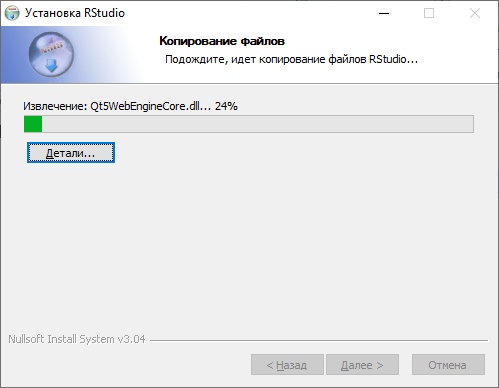 Установка RStudio
Копирование файлов
Подождите, идет копирование файлов RStudio...
Извлечение: Qt5WebEngineCore.dll... 24%
Детали...
Nullsoft Install System v3.04
< Назад
Далее >
Отмена